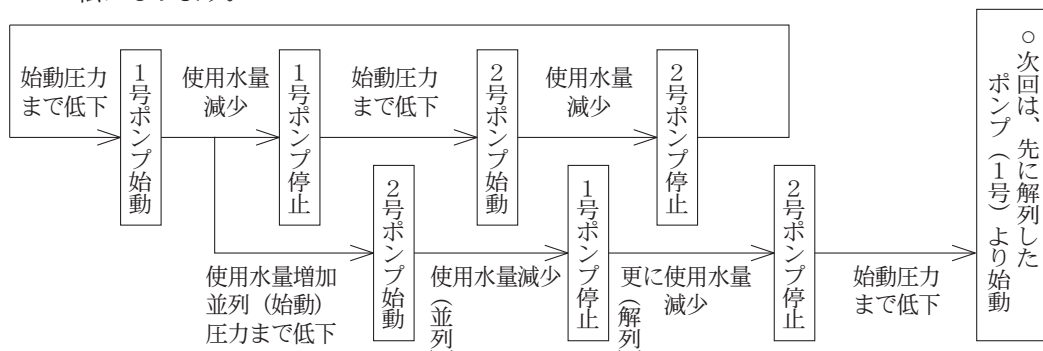 始動圧力
まで低下
1号ポンプ始動
使用水量
減少
1号ポンプ停止
始動圧力
まで低下
2号ポンプ始動
使用水量
減少
2号ポンプ停止
使用水量増加
並列（始動）
圧力まで低下
2号ポンプ始動
（並列
使用水量減少
1号ポンプ停止
（解列
更に使用水量
減少
2号ポンプ停止
始動圧力
まで低下
○次回は、先に解列した
ポンプ（1号）より始動